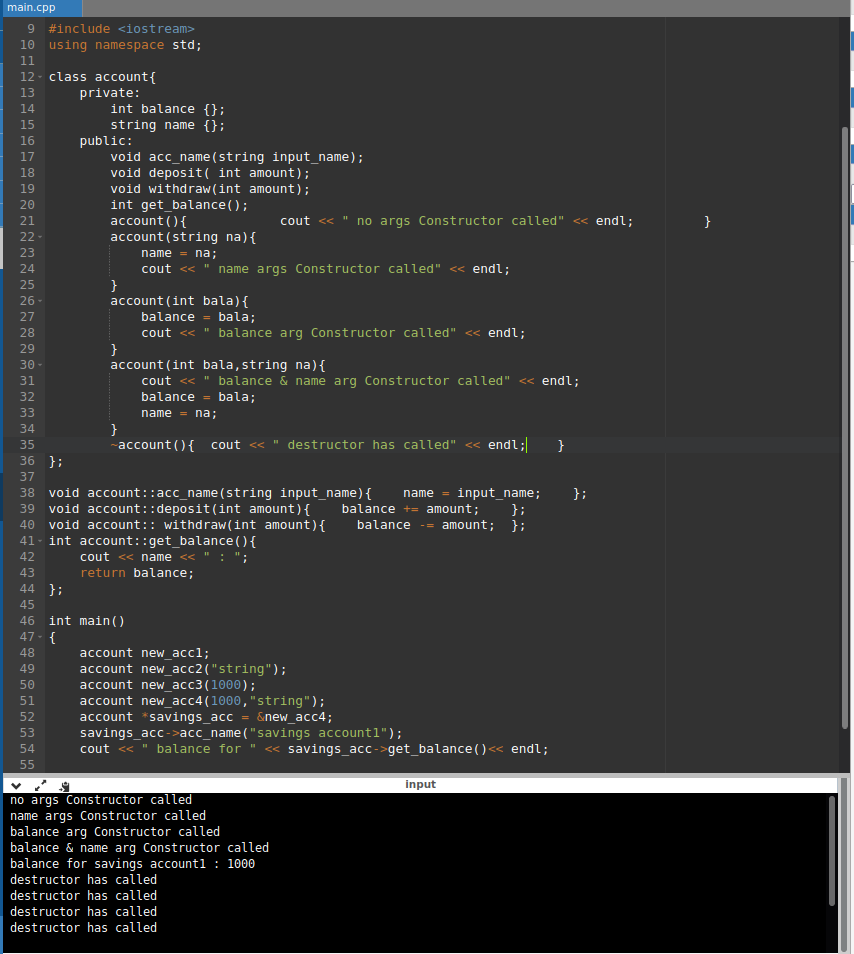 main.cpp
9 #include <iostream>
10 using namespace std;
11
12 class account{
13     private:
14         int balance {};
15         string name {};
16     public:
17         void acc_name(string input_name);
18         void deposit( int amount);
19         void withdraw(int amount);
20         int get_balance();
21         account(){            cout << " no args Constructor called" << endl;         }
22         account(string na){
23             name = na;
24             cout << " name args Constructor called" << endl;
25         }
26         account(int bala){
27             balance = bala;
28             cout << " balance arg Constructor called" << endl;
29         }
30         account(int bala,string na){
31             cout << " balance & name arg Constructor called" << endl;
32             balance = bala;
33             name = na;
34         }
35         ~account(){  cout << " destructor has called" << endl;    }
36 };
37
38 void account::acc_name(string input_name){    name = input_name;    };
39 void account::deposit(int amount){    balance += amount;    };
40 void account:: withdraw(int amount){    balance -= amount;  };
41 int account::get_balance(){
42     cout << name << " : ";
43     return balance;
44 };
45
46 int main()
47 {
48     account new_acc1;
49     account new_acc2("string");
50     account new_acc3(1000);
51     account new_acc4(1000,"string");
52     account *savings_acc = &new_acc4;
53     savings_acc->acc_name("savings account1");
54     cout << " balance for " << savings_acc->get_balance()<< endl;
55
input
no args Constructor called
name args Constructor called
balance arg Constructor called
balance & name arg Constructor called
balance for savings account1 : 1000
destructor has called
destructor has called
destructor has called
destructor has called